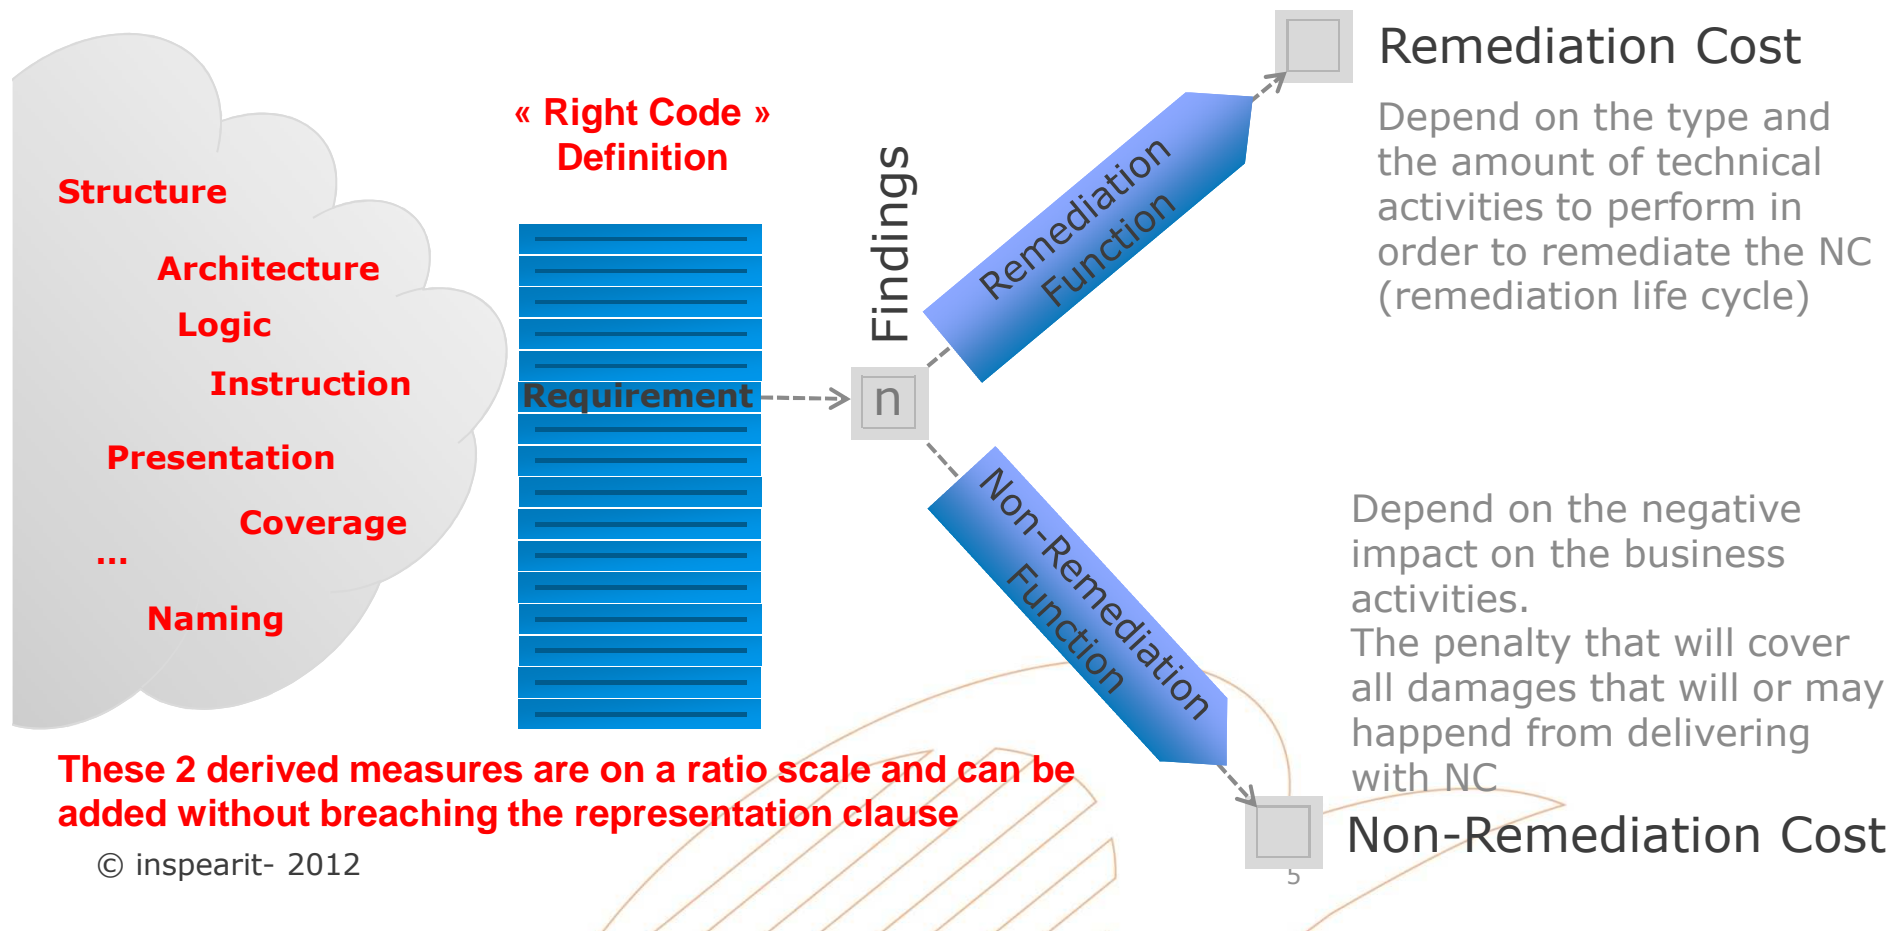 Structure
Architecture
Logic
Instruction
Presentation
Coverage
...
Naming
« Right Code »
Definition
Requirement
Findings
n
Remediation
Function
Non-Remediation
Function
Remediation Cost
Depend on the type and
the amount of technical
activities to perform in
order to remediate the NC
(remediation life cycle)
Depend on the negative
impact on the business
activities.
The penalty that will cover
all damages that will or may
happend from delivering
with NC
Non-Remediation Cost
These 2 derived measures are on a ratio scale and can be
added without breaching the representation clause
© inspearit- 2012
5